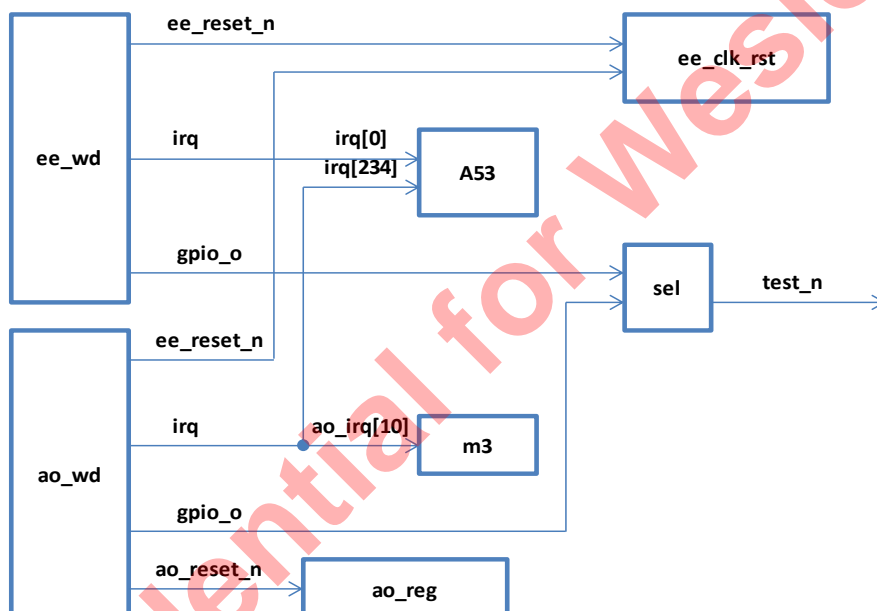 ee_reset_n
ee_clk_rst
irq
irq[0]
ee_wd
irq[234]
A53
gpio_o
sel
test_n
ee_reset_n
irq
ao_irq[10]
m3
ao_wd
gpio_o
ao_reset_n
ao_reg
ential for Wesi